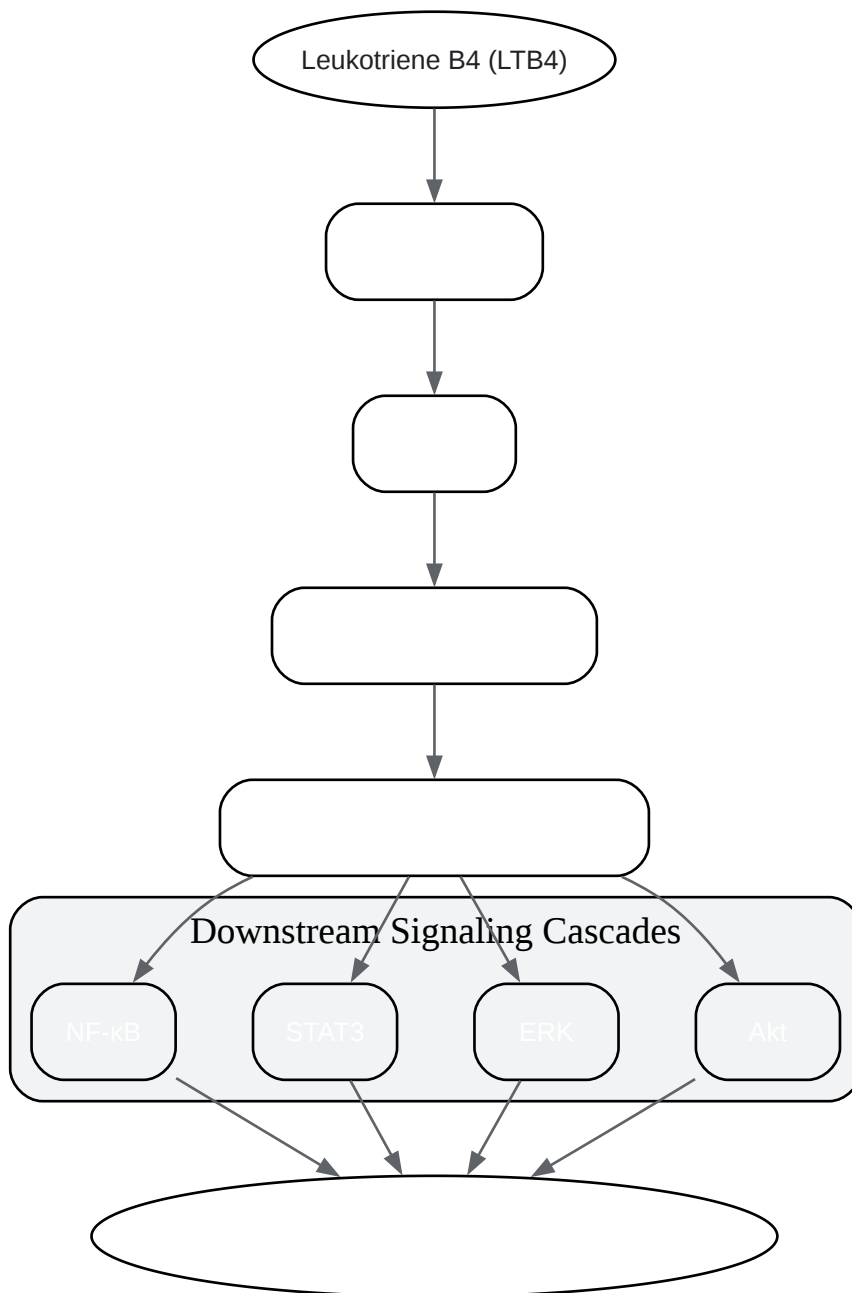 Leukotriene B4 (LTB4)
Downstream Signaling Cascades
NF-κB
STAT3
ERK
Akt